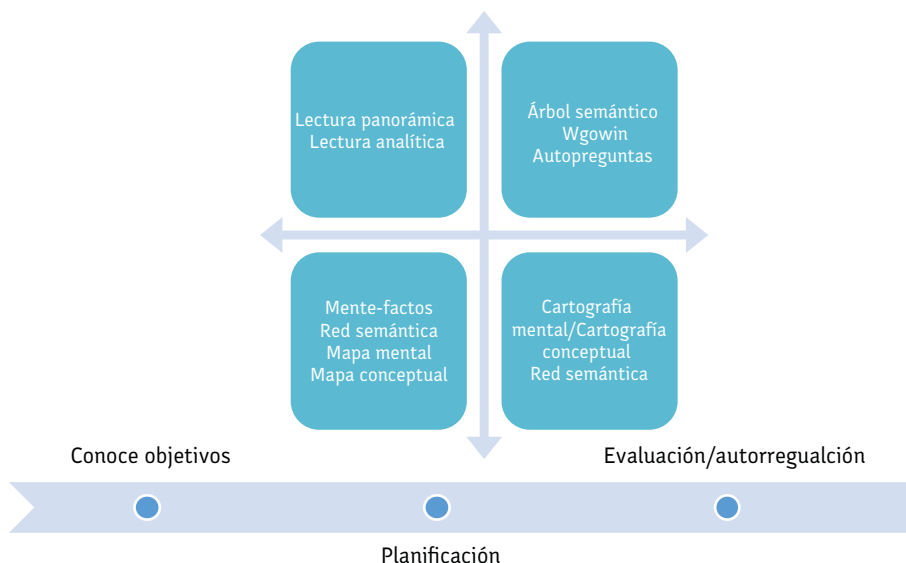 Lectura panorámica
Lectura analítica
Árbol semántico
Wgowin
Autopreguntas
Mente-factos
Red semántica
Mapa mental
Mapa conceptual
Cartografía
mental/Cartografía
conceptual
Red semántica
Conoce objetivos
Evaluación/autorregualción
Planificación